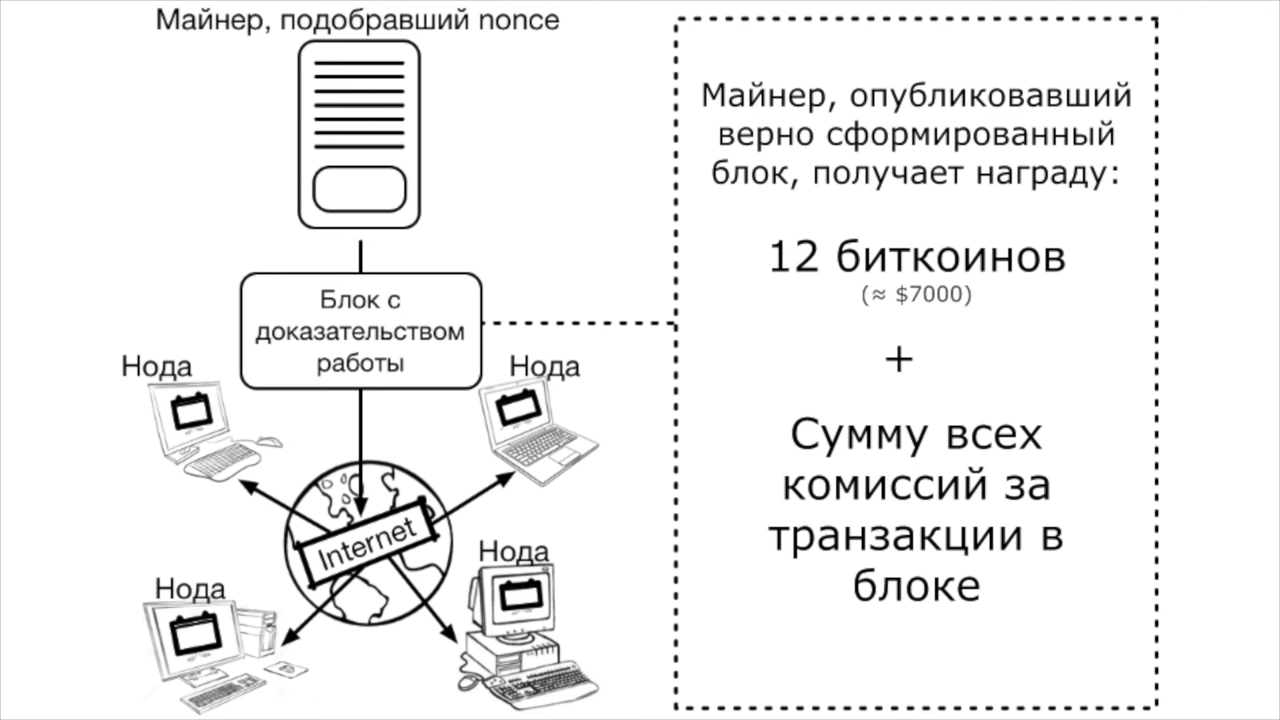 Майнер, подобравший nonce
Блок с
доказательством
работы
Нода
Нода
Internet
Нода
Нода
Майнер, опубликовавший
верно сформированный
блок, получает награду:
12 биткоинов
(≈ $7000)
+
Сумму всех
комиссий за
транзакции в
блоке